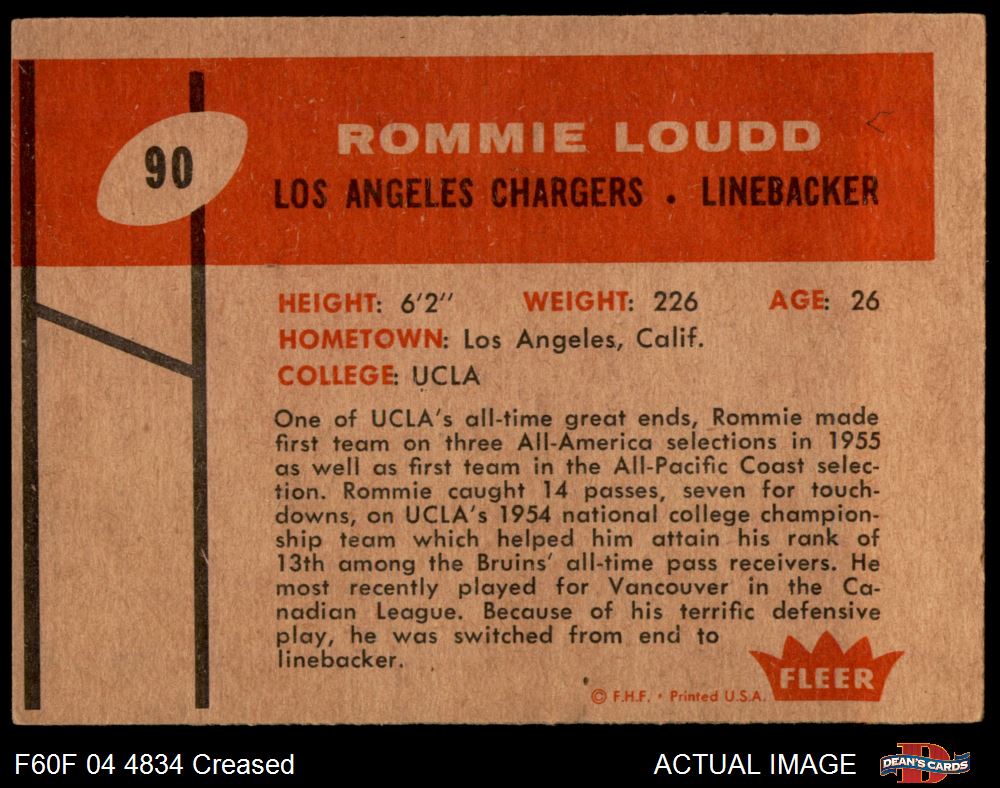 90
ROMMIE LOUDD
LOS ANGELES CHARGERS . LINEBACKER
HEIGHT: 6'2" WEIGHT: 226 AGE: 26
HOMETOWN: Los Angeles, Calif.
COLLEGE: UCLA
One of UCLA's all-time great ends, Rommie made
first team on three All-America selections in 1955
as well as first team in the All-Pacific Coast selec-
tion. Rommie caught 14 passes, seven for touch-
downs, on UCLA's 1954 national college champion-
ship team which helped him attain his rank of
13th among the Bruins' all-time pass receivers. He
most recently played for Vancouver in the Ca-
nadian League. Because of his terrific defensive
play, he was switched from end to
linebacker.
FLEER
© F.H.F. • Printed U.S.A.
F60F 04 4834 Creased
ACTUAL IMAGE
D
DEAN'S CARDS